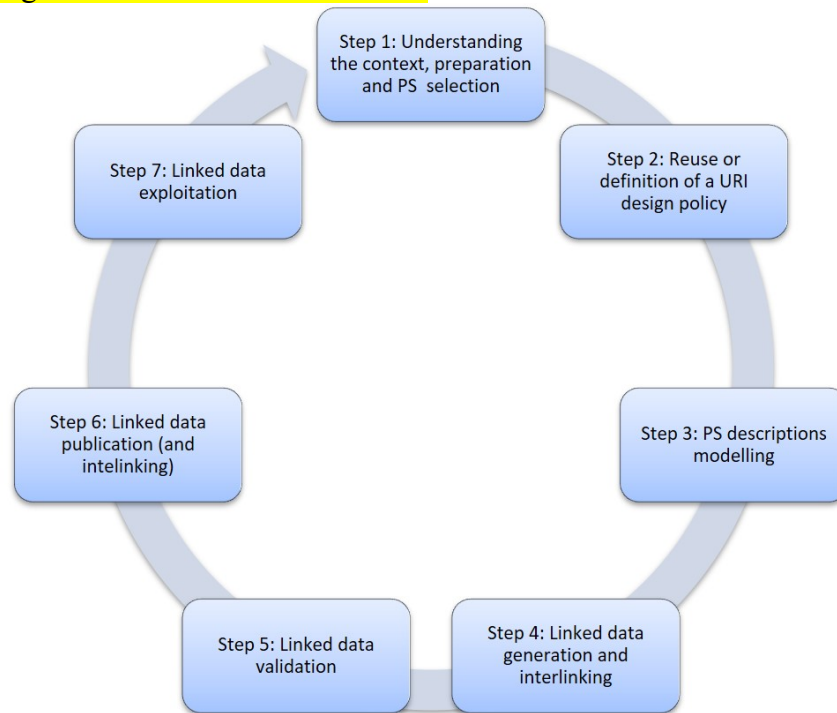 Step 1: Understanding
the context, preparation
and PS selection
Step 2: Reuse or
definition of a URI
design policy
Step 3: PS descriptions
modelling
Step 4: Linked data
generation and
interlinking
Step 5: Linked data
validation
Step 6: Linked data
publication (and
intelinking)
Step 7: Linked data
exploitation